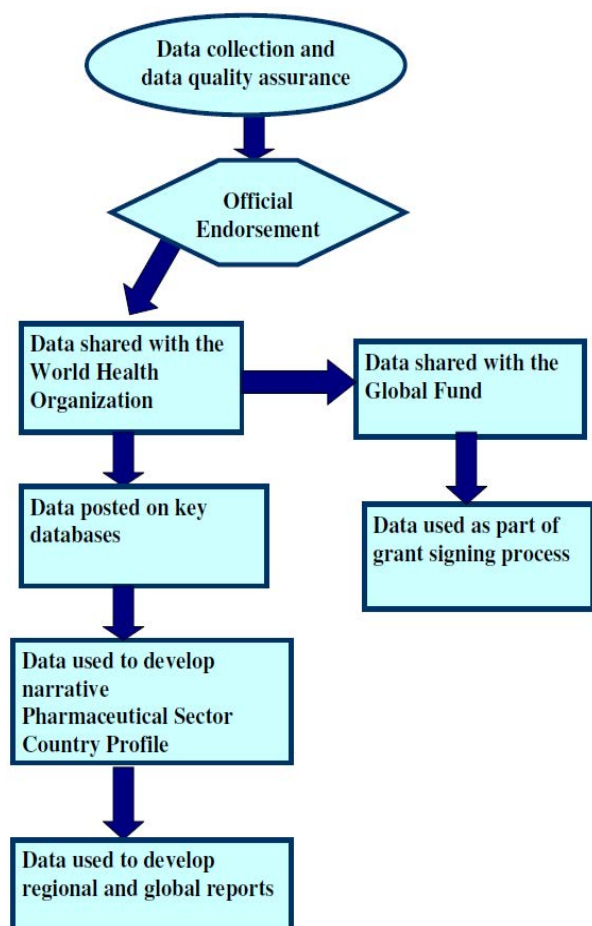 Data collection and
data quality assurance
Official
Endorsement
Data shared with the
World Health
Organization
Data shared with the
Global Fund
Data posted on key
databases
Data used as part of
grant signing process
Data used to develop
narrative
Pharmaceutical Sector
Country Profile
Data used to develop
regional and global reports